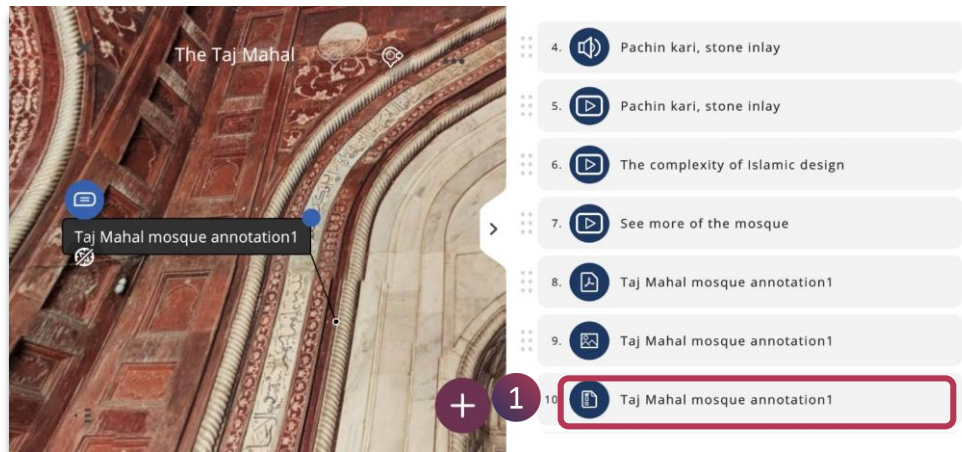 The Taj Mahal
Taj Mahal mosque annotation1
4. Pachin kari, stone inlay
5. Pachin kari, stone inlay
6. The complexity of Islamic design
7. See more of the mosque
8. Taj Mahal mosque annotation1
9. Taj Mahal mosque annotation1
1
10 Taj Mahal mosque annotation1